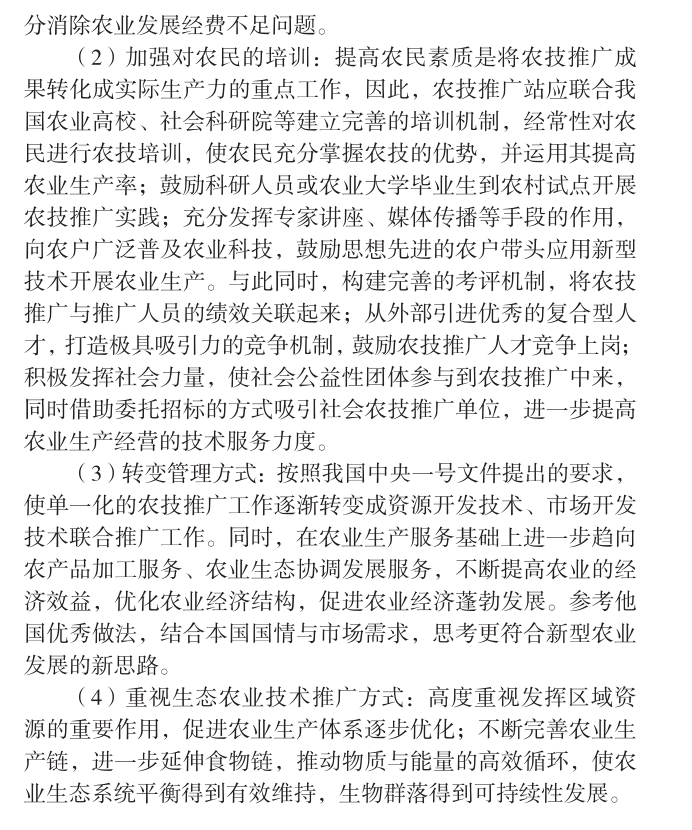 分消除农业发展经费不足问题。
（2）加强对农民的培训：提高农民素质是将农技推广成
果转化成实际生产力的重点工作，因此，农技推广站应联合我
国农业高校、社会科研院等建立完善的培训机制，经常性对农
民进行农技培训，使农民充分掌握农技的优势，并运用其提高
农业生产率；鼓励科研人员或农业大学毕业生到农村试点开展
农技推广实践；充分发挥专家讲座、媒体传播等手段的作用，
向农户广泛普及农业科技，鼓励思想先进的农户带头应用新型
技术开展农业生产。与此同时，构建完善的考评机制，将农技
推广与推广人员的绩效关联起来；从外部引进优秀的复合型人
才，打造极具吸引力的竞争机制，鼓励农技推广人才竞争上岗；
积极发挥社会力量，使社会公益性团体参与到农技推广中来，
同时借助委托招标的方式吸引社会农技推广单位，进一步提高
农业生产经营的技术服务力度。
（3）转变管理方式：按照我国中央一号文件提出的要求，
使单一化的农技推广工作逐渐转变成资源开发技术、市场开发
技术联合推广工作。同时，在农业生产服务基础上进一步趋向
农产品加工服务、农业生态协调发展服务，不断提高农业的经
济效益，优化农业经济结构，促进农业经济蓬勃发展。参考他
国优秀做法，结合本国国情与市场需求，思考更符合新型农业
发展的新思路。
（4）重视生态农业技术推广方式：高度重视发挥区域资
源的重要作用，促进农业生产体系逐步优化；不断完善农业生
产链，进一步延伸食物链，推动物质与能量的高效循环，使农
业生态系统平衡得到有效维持，生物群落得到可持续性发展。